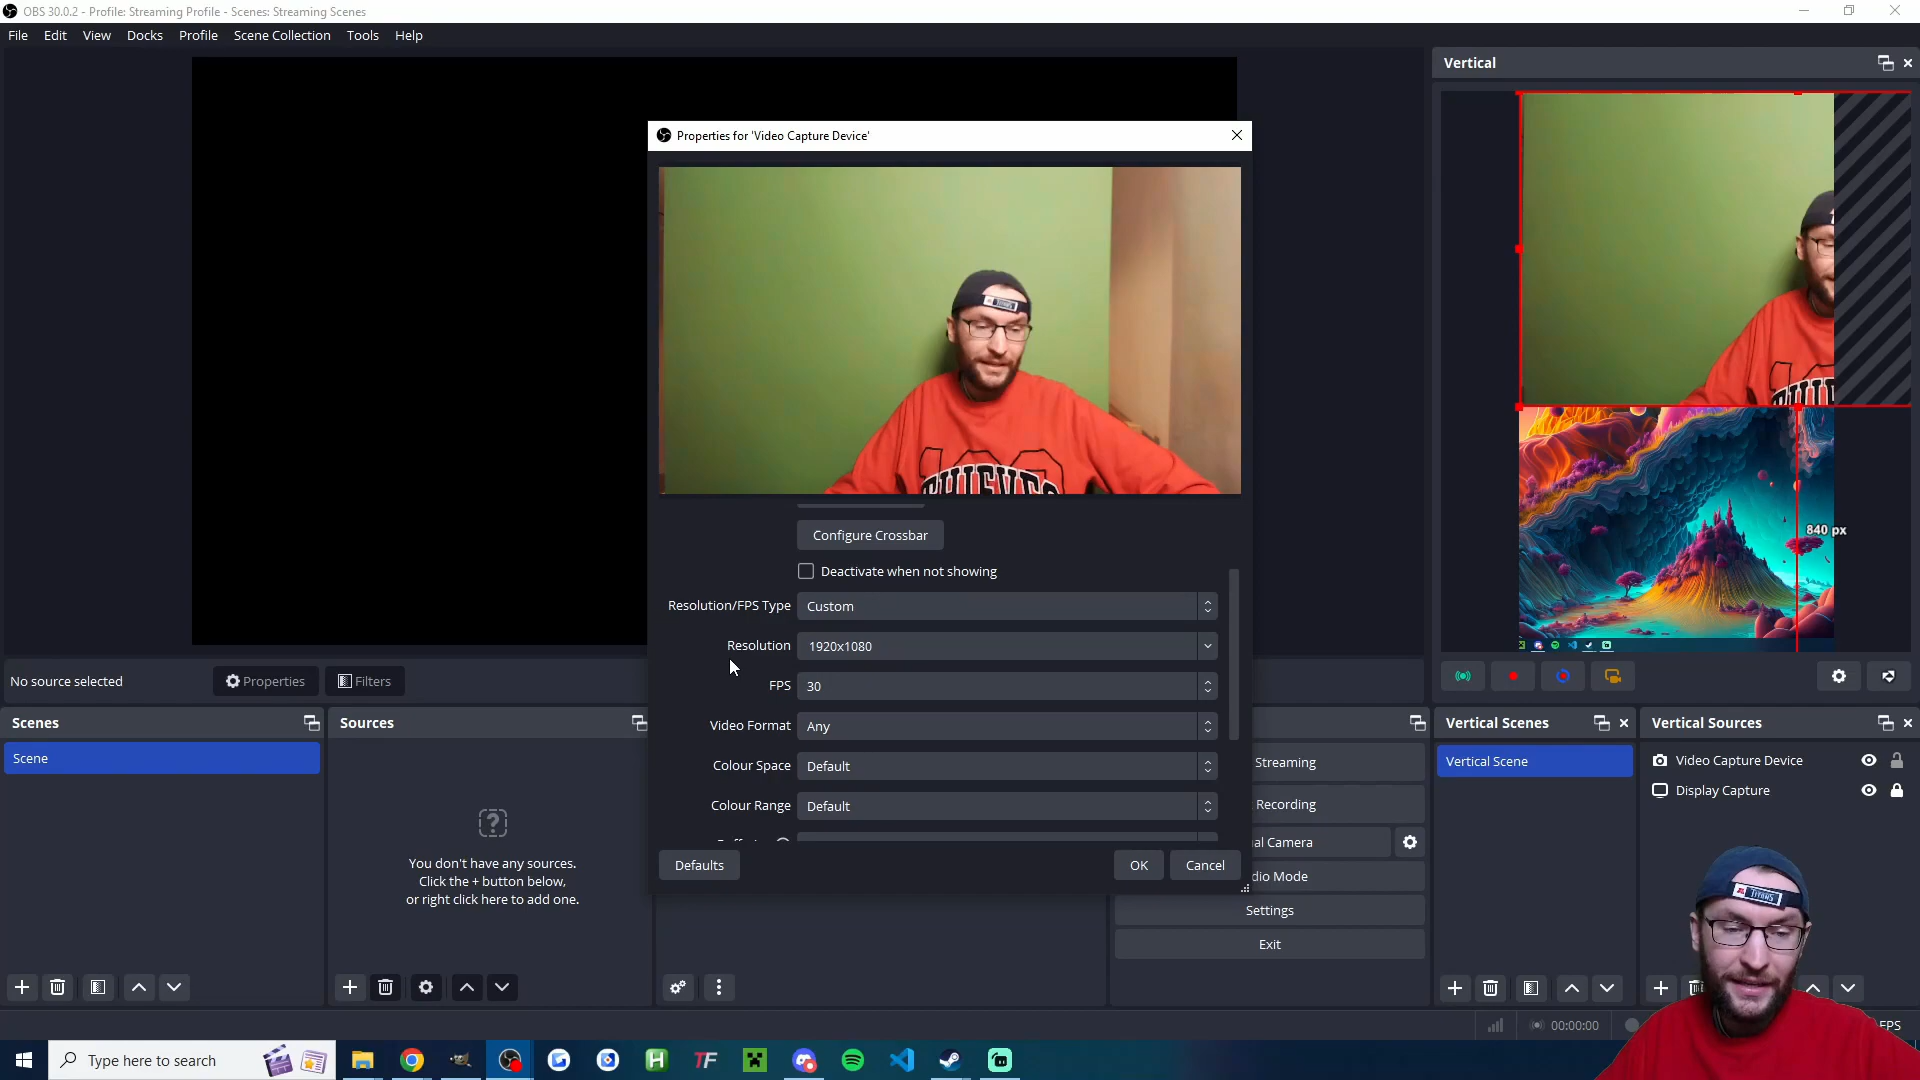 OBS 30.0.2 - Profile: Streaming Profile - Scenes: Streaming Scenes
File Edit View Docks Profile Scene Collection Tools Help
Vertical
Properties for 'Video Capture Device'
TITANS
THIEVES
Configure Crossbar
Deactivate when not showing
Resolution/FPS Type Custom
Resolution 1920x1080
FPS 30
Video Format Any
Colour Space Default
Colour Range Default
Defaults OK Cancel
840 px
No source selected Properties Filters
Scenes
Scene
Sources
You don't have any sources.
Click the + button below,
or right click here to add one.
Streaming
Recording
al Camera
dio Mode
Settings
Exit
Vertical Scenes
Vertical Scene
Vertical Sources
Video Capture Device
Display Capture
TITANS
00:00:00
FPS
Type here to search
H
TF